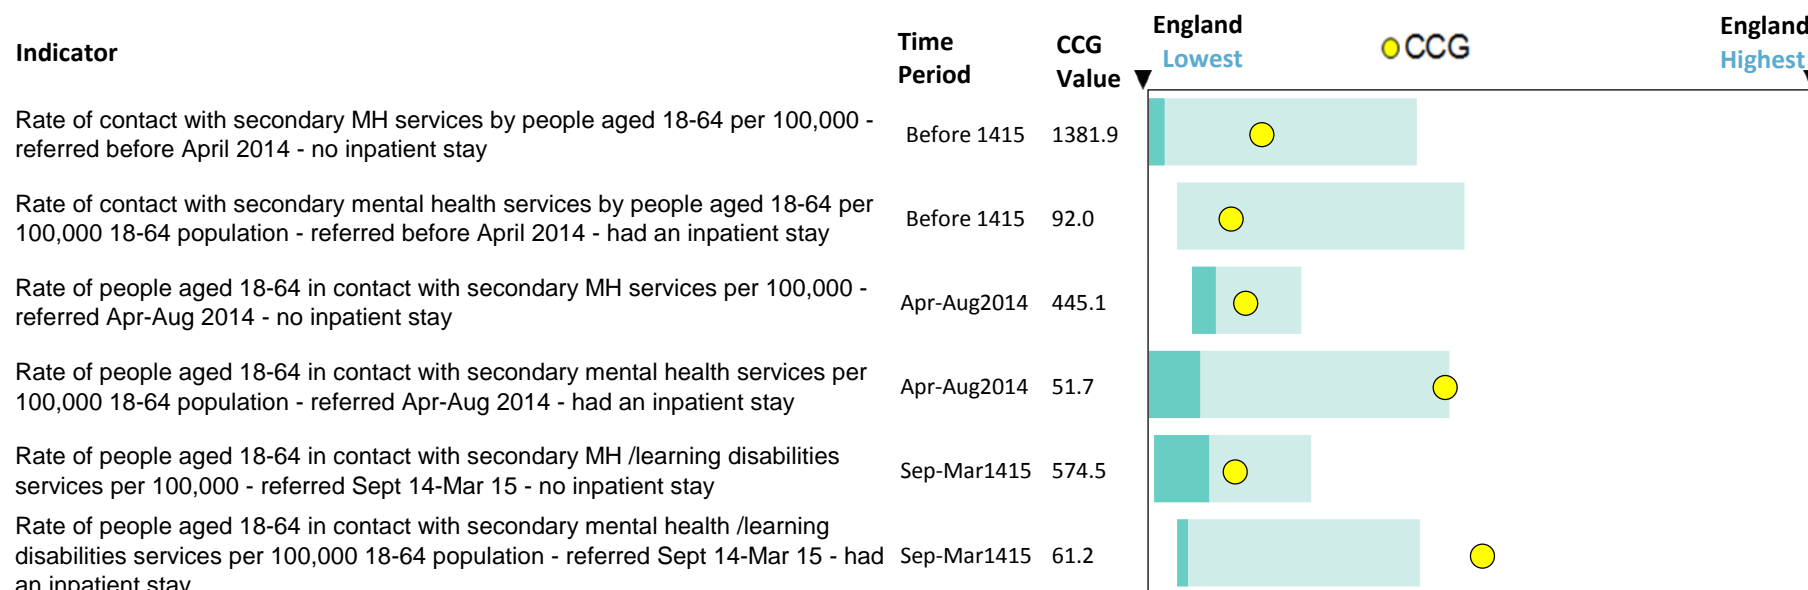 Indicator
Time
Period
CCG
Value
England
Lowest
CCG
England
Highest
Rate of contact with secondary MH services by people aged 18-64 per 100,000 -
referred before April 2014 - no inpatient stay
Before 1415
1381.9
Rate of contact with secondary mental health services by people aged 18-64 per
100,000 18-64 population - referred before April 2014 - had an inpatient stay
Before 1415
92.0
Rate of people aged 18-64 in contact with secondary MH services per 100,000 -
referred Apr-Aug 2014 - no inpatient stay
Apr-Aug2014
445.1
Rate of people aged 18-64 in contact with secondary mental health services per
100,000 18-64 population - referred Apr-Aug 2014 - had an inpatient stay
Apr-Aug2014
51.7
Rate of people aged 18-64 in contact with secondary MH /learning disabilities
services per 100,000 - referred Sept 14-Mar 15 - no inpatient stay
Sep-Mar1415
574.5
Rate of people aged 18-64 in contact with secondary mental health /learning
disabilities services per 100,000 18-64 population - referred Sept 14-Mar 15 - had
an inpatient stay
Sep-Mar1415
61.2